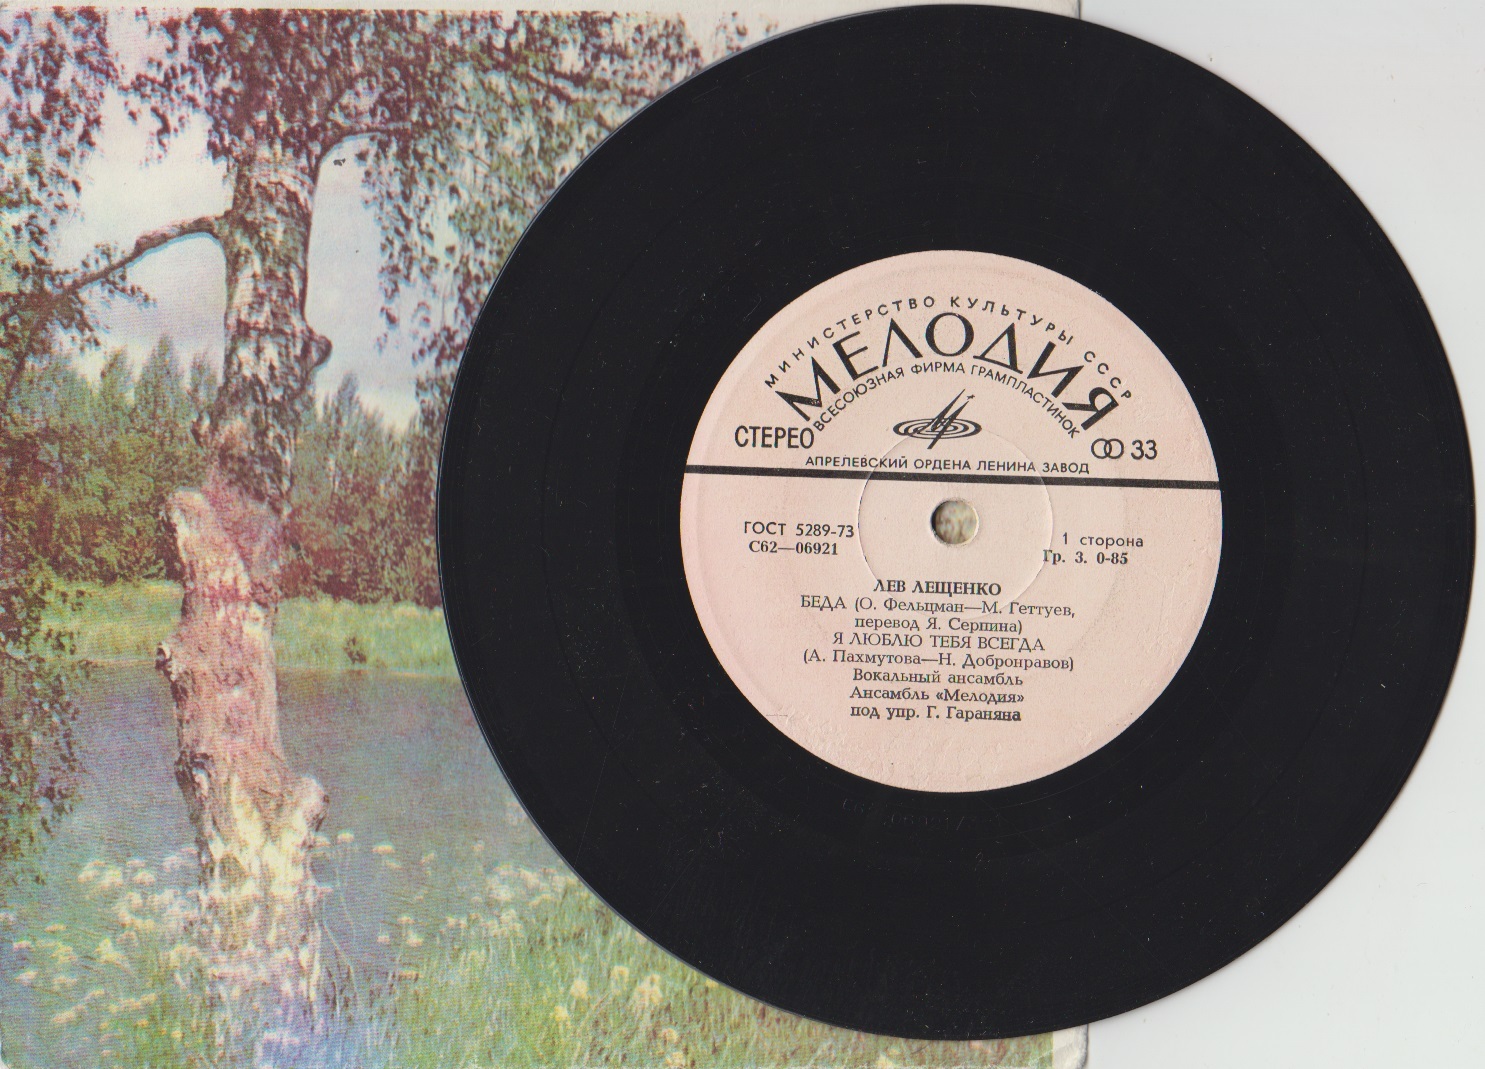 МИНИСТЕРСТВО КУЛЬТУРЫ СССР
МЕЛОДИЯ
ВСЕСОЮЗНАЯ ФИРМА ГРАМПЛАСТИНОК
СТЕРЕО
33
АПРЕЛЕВСКИЙ ОРДЕНА ЛЕНИНА ЗАВОД
ГОСТ 5289-73
С62—06921
1 сторона
Гр. 3. 0-85
ЛЕВ ЛЕЩЕНКО
БЕДА (О. Фельцман—М. Геттуев,
перевод Я. Серпина)
Я ЛЮБЛЮ ТЕБЯ ВСЕГДА
(А. Пахмутова—Н. Добронравов)
Вокальный ансамбль
Ансамбль «Мелодия»
под упр. Г. Гараняна